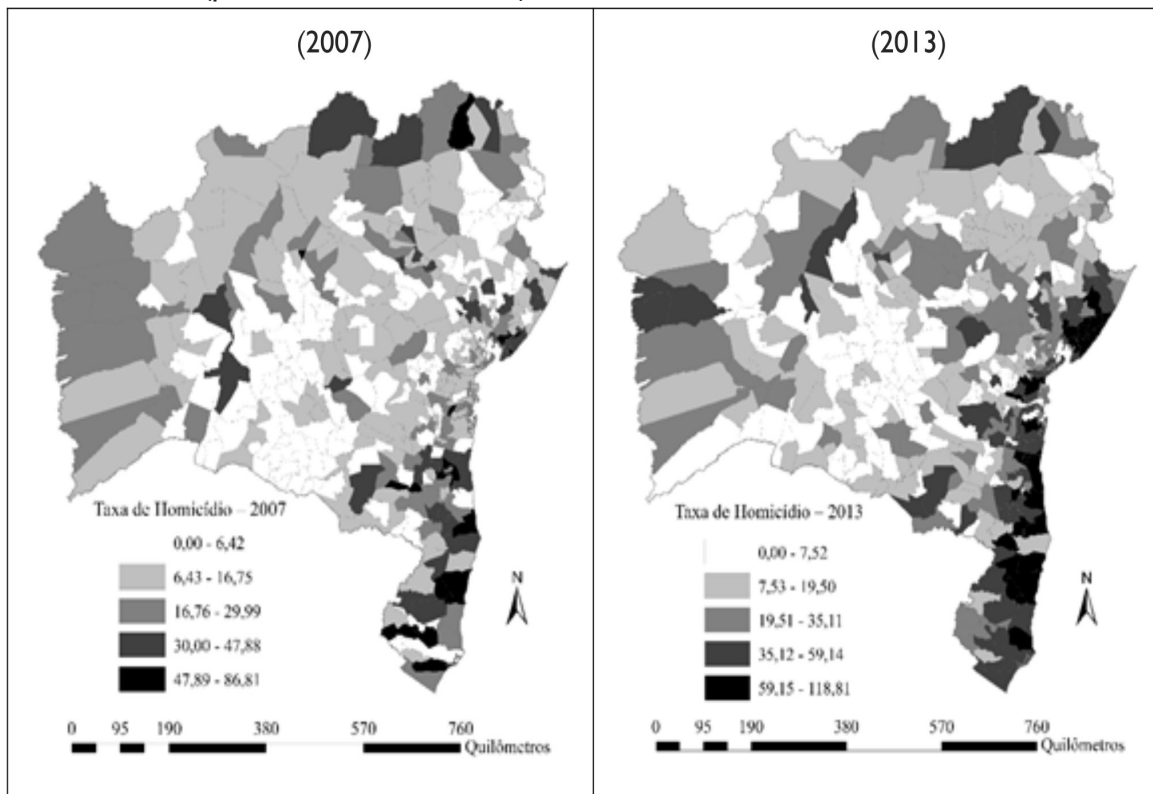 (2007)
(2013)
Taxa de Homicídio – 2007
0,00 - 6,42
6,43 - 16,75
16,76 - 29,99
30,00 - 47,88
47,89 - 86,81
N
0 95 190 380 570 760
Quilômetros
Taxa de Homicídio – 2013
0,00 - 7,52
7,53 - 19,50
19,51 - 35,11
35,12 - 59,14
59,15 - 118,81
N
0 95 190 380 570 760
Quilômetros